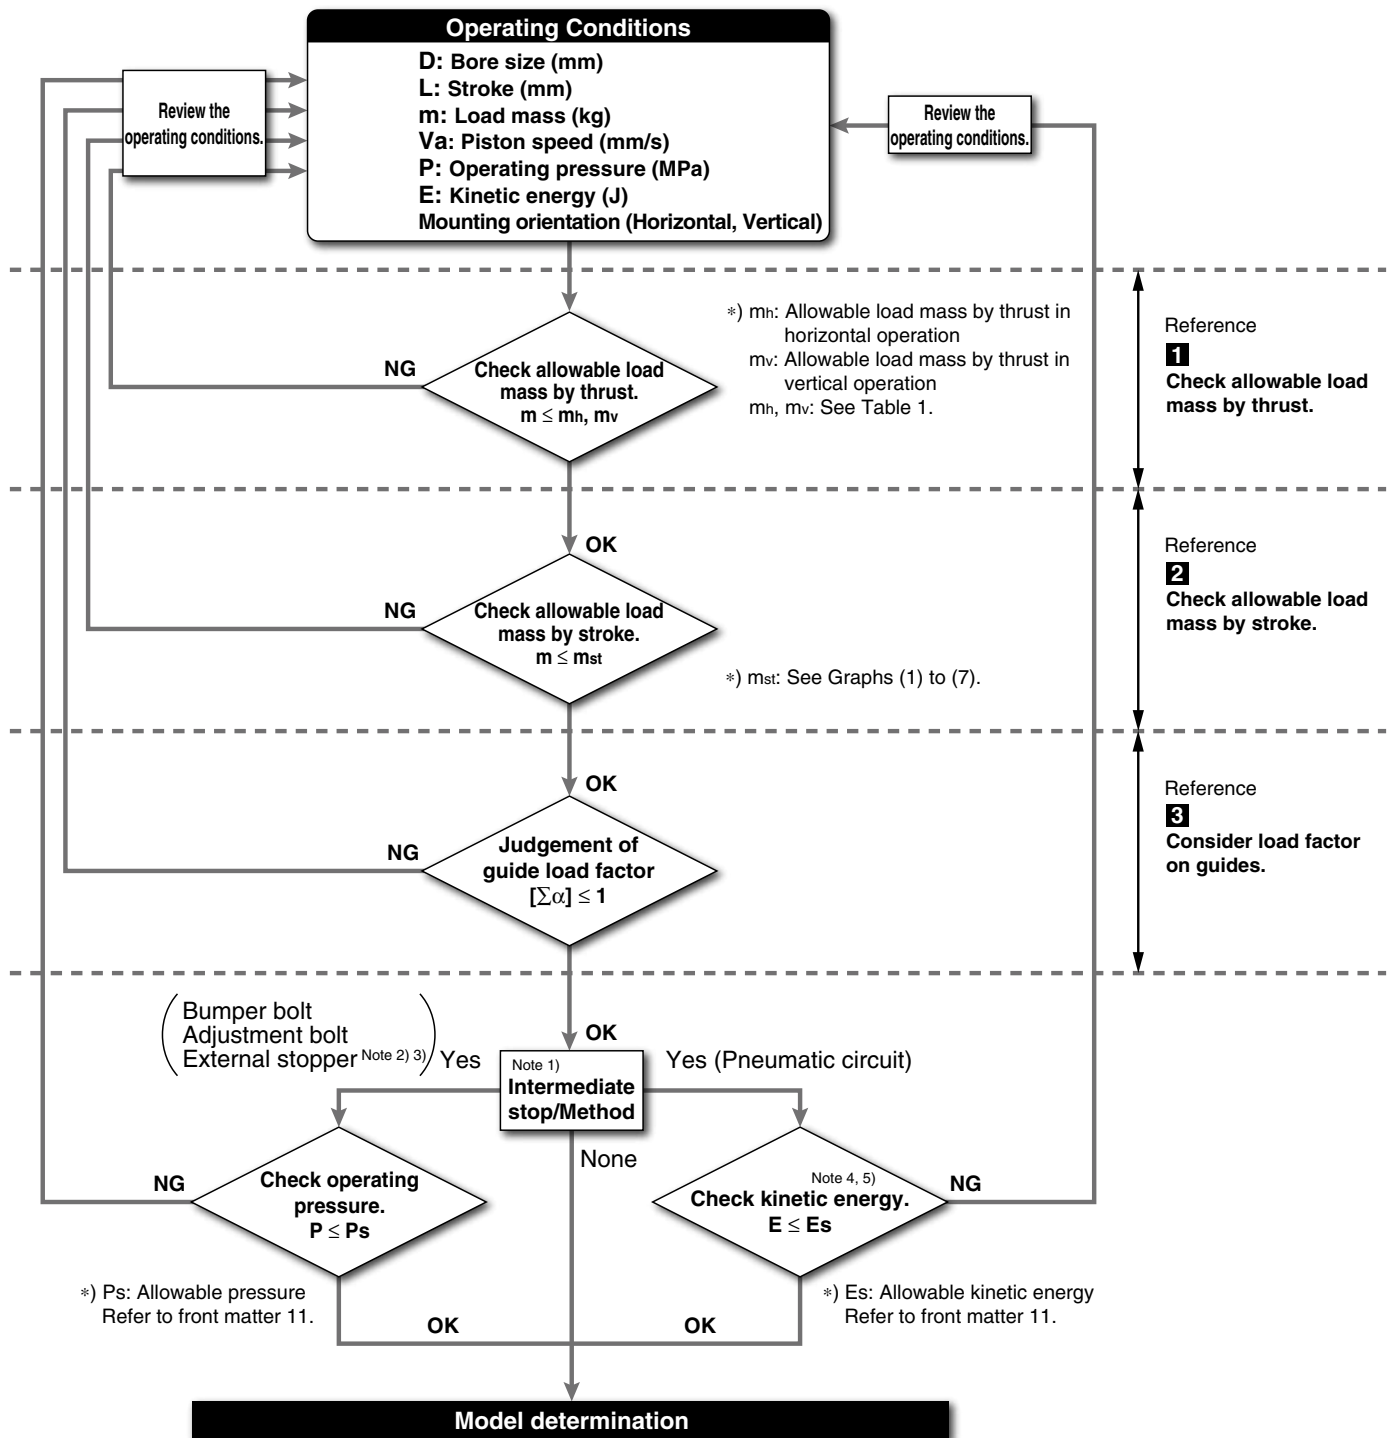 Operating Conditions
D: Bore size (mm)
L: Stroke (mm)
m: Load mass (kg)
Va: Piston speed (mm/s)
P: Operating pressure (MPa)
E: Kinetic energy (J)
Mounting orientation (Horizontal, Vertical)
Review the
operating conditions.
Review the
operating conditions.
NG
Check allowable load
mass by thrust.
m ≤ mh, mv
*) mh: Allowable load mass by thrust in
horizontal operation
mv: Allowable load mass by thrust in
vertical operation
mh, mv: See Table 1.
Reference
1
Check allowable load
mass by thrust.
OK
NG
Check allowable load
mass by stroke.
m ≤ mst
*) mst: See Graphs (1) to (7).
Reference
2
Check allowable load
mass by stroke.
OK
NG
Judgement of
guide load factor
[∑α] ≤ 1
Reference
3
Consider load factor
on guides.
OK
Bumper bolt
Adjustment bolt
External stopper Note 2) 3)
Yes
Note 1)
Intermediate
stop/Method
Yes (Pneumatic circuit)
None
NG
Check operating
pressure.
P ≤ Ps
Note 4, 5)
Check kinetic energy.
E ≤ Es
NG
*) Ps: Allowable pressure
Refer to front matter 11.
OK
OK
*) Es: Allowable kinetic energy
Refer to front matter 11.
Model determination